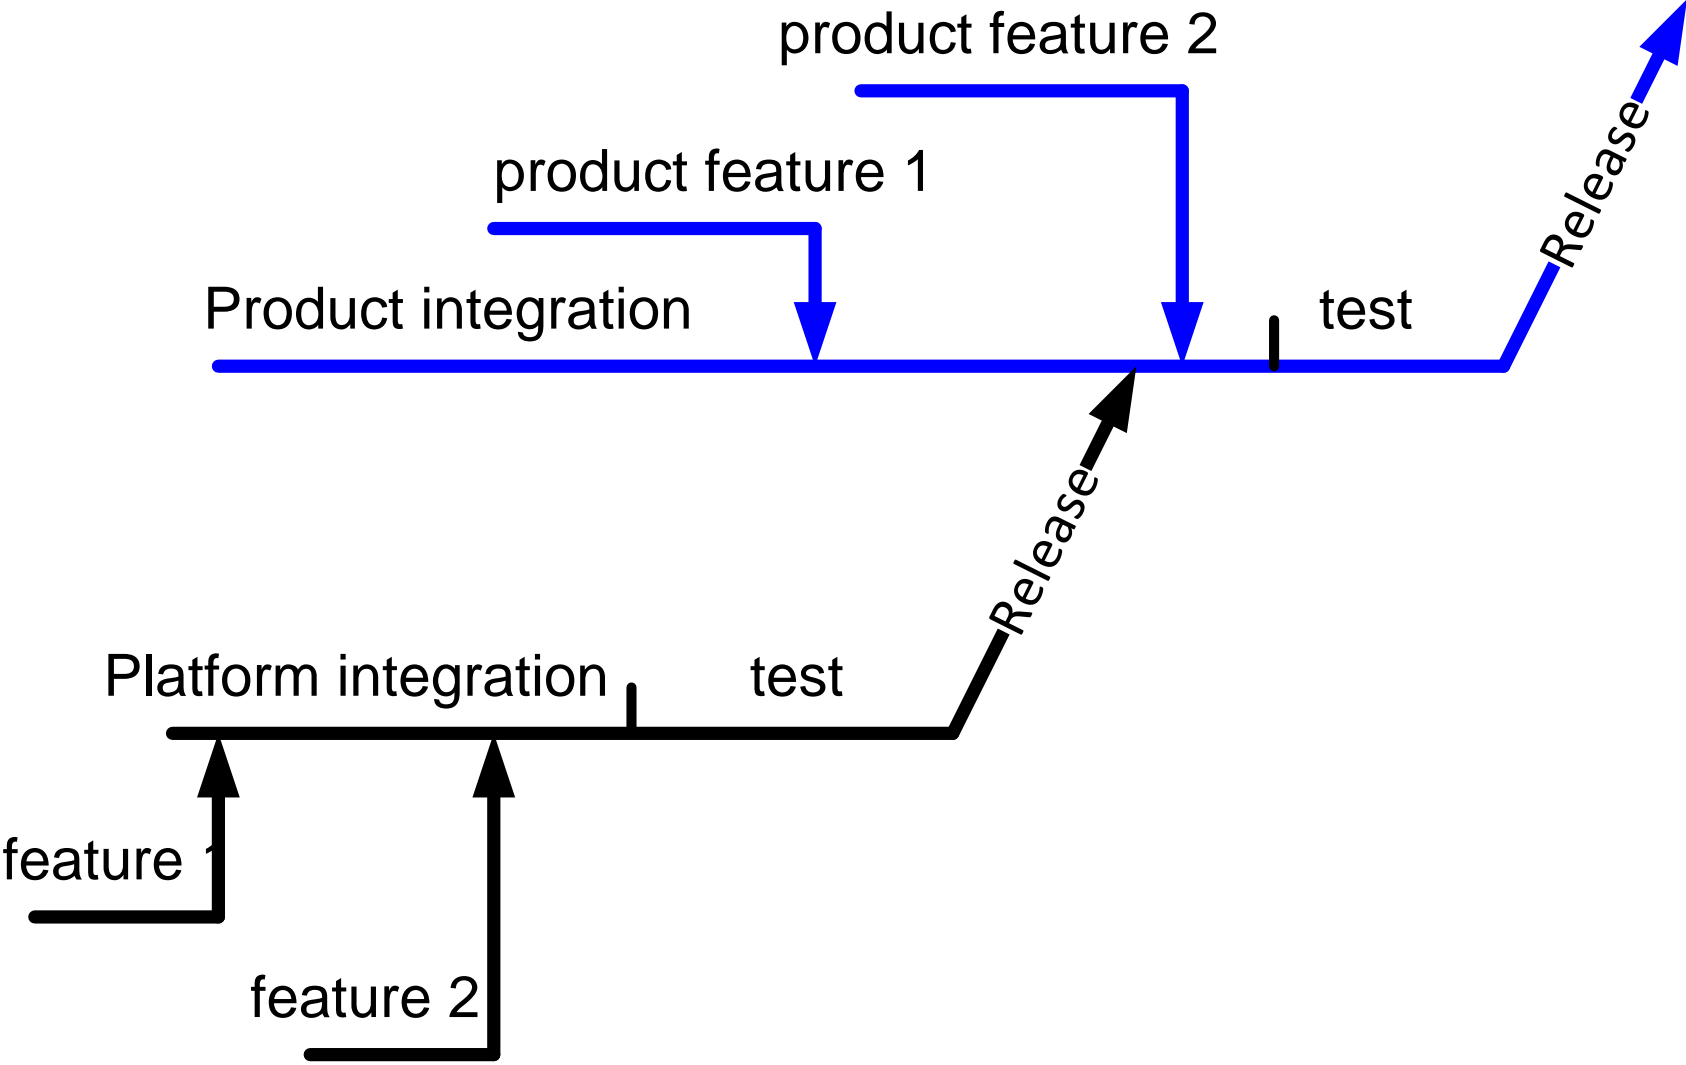 product feature 2
product feature 1
Product integration
test
Release
Release
Platform integration
test
feature 1
feature 2